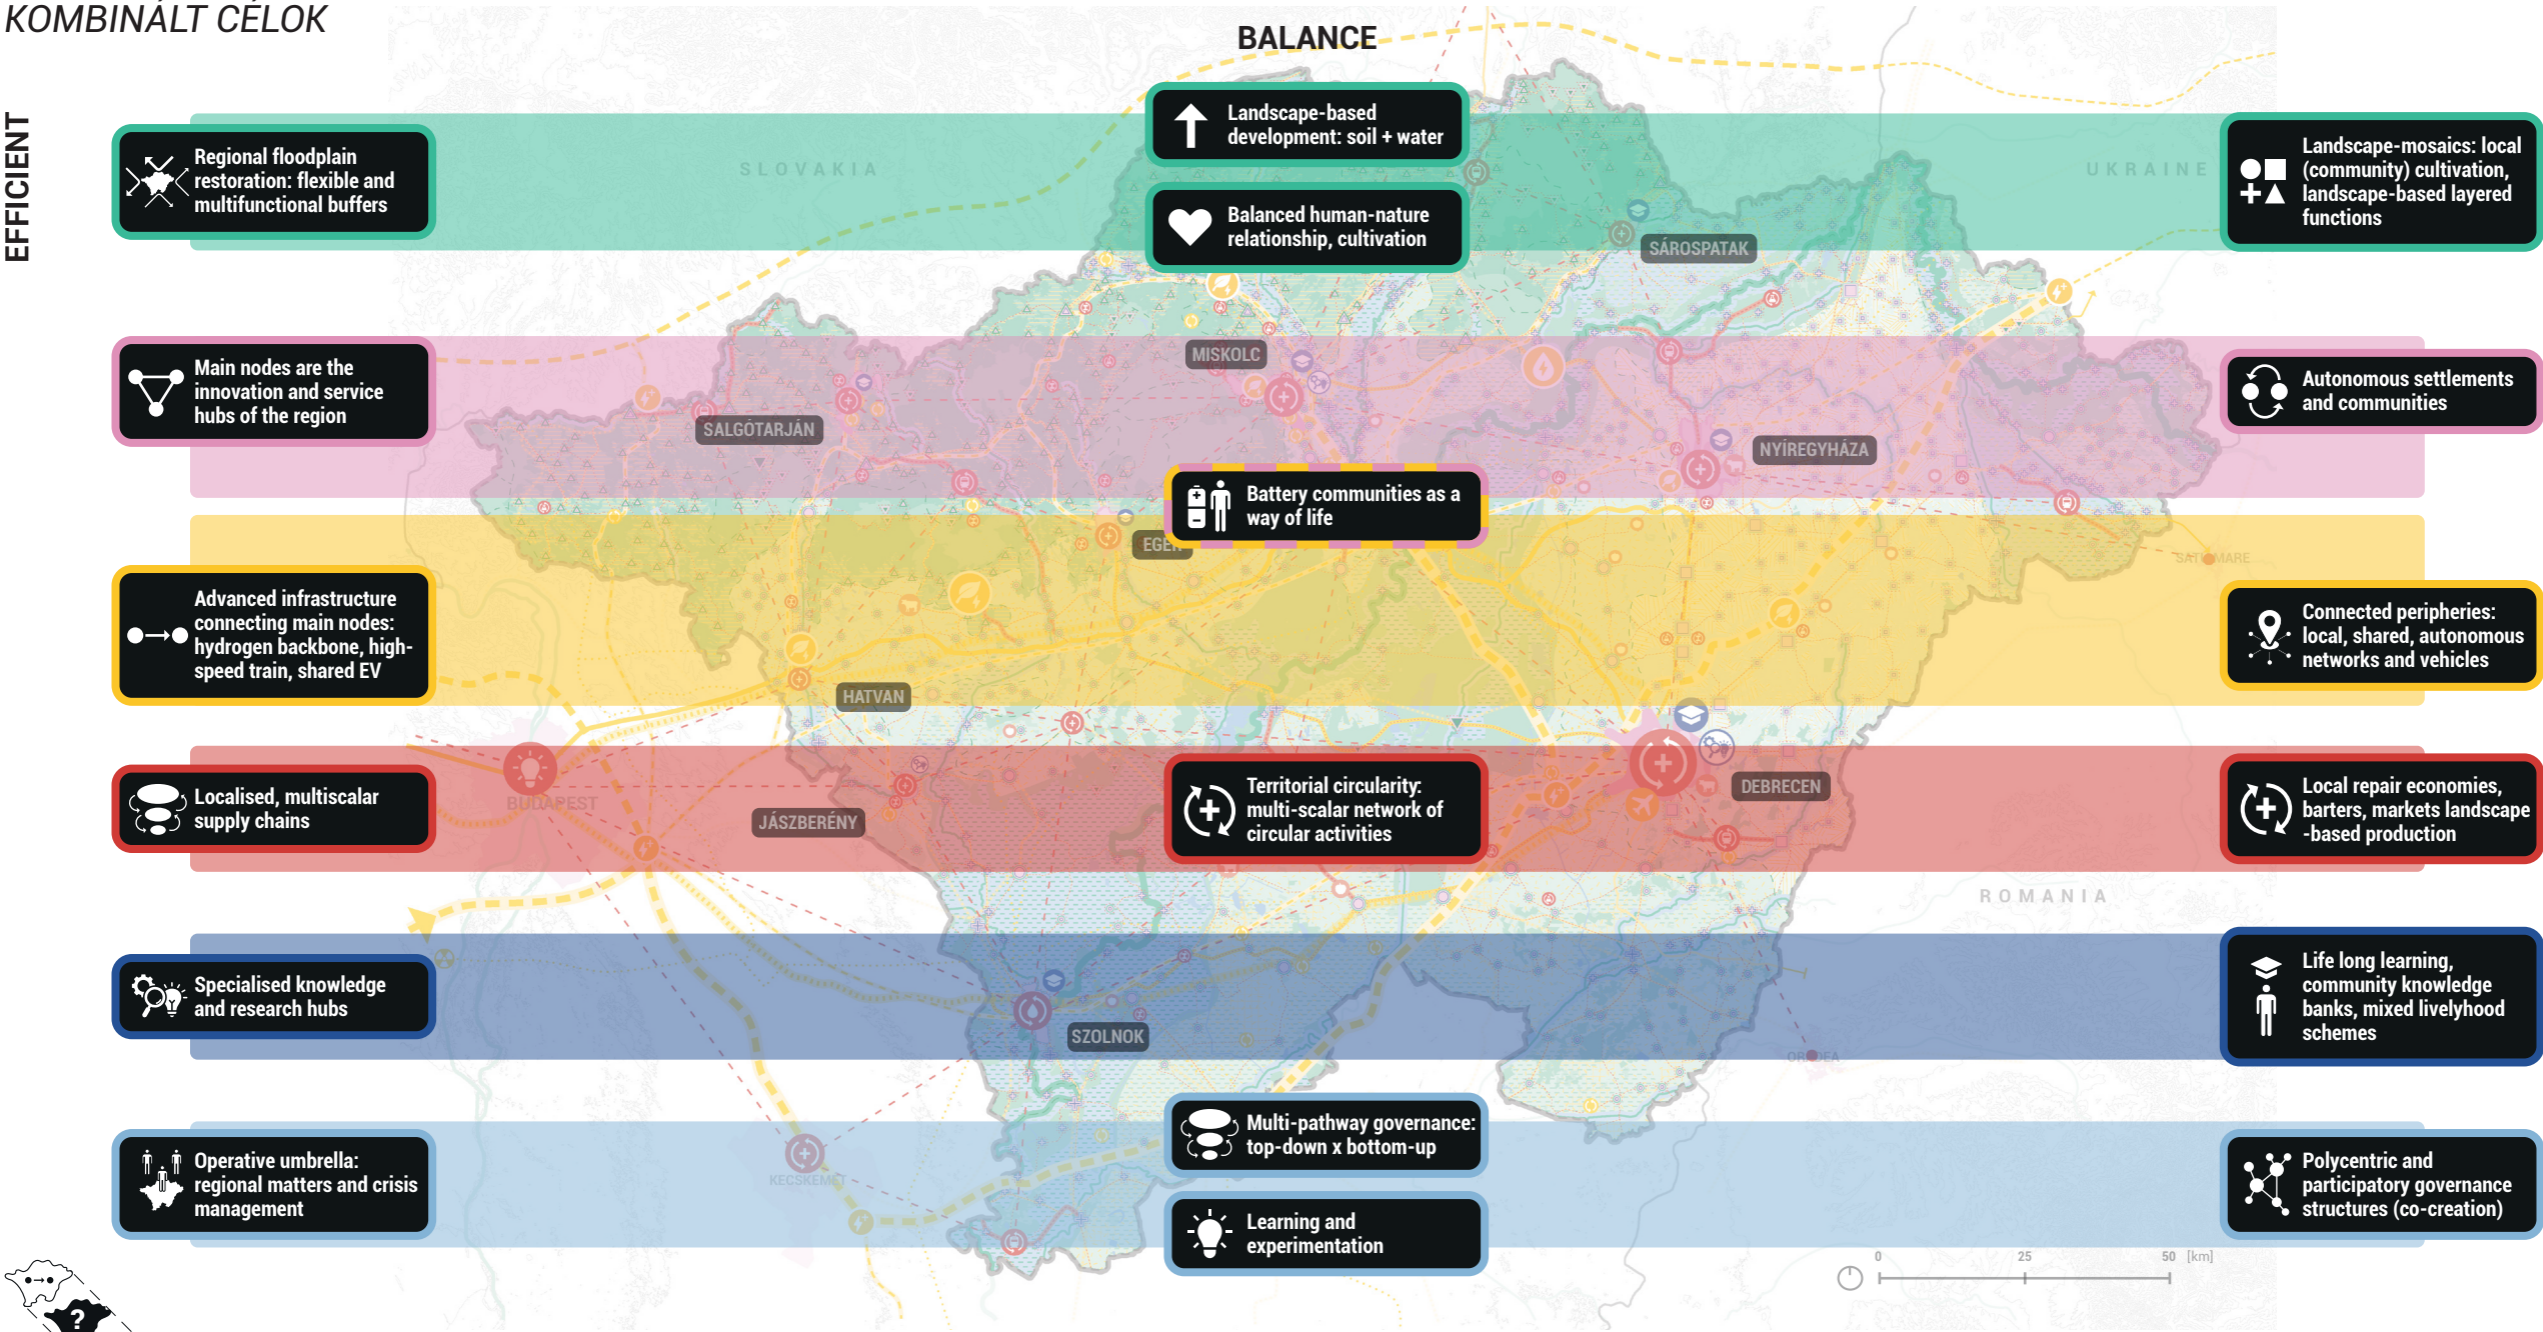 KOMBINÁLT CÉLOK
BALANCE
EFFICIENT
Regional floodplain
restoration: flexible and
multifunctional buffers
Landscape-based
development: soil + water
Balanced human-nature
relationship, cultivation
Landscape-mosaics: local
(community) cultivation,
landscape-based layered
functions
SLOVAKIA
UKRAINE
SÁROSPATAK
Main nodes are the
innovation and service
hubs of the region
MISKOLC
SALGÓTARJÁN
NYÍREGYHÁZA
Autonomous settlements
and communities
Battery communities as a
way of life
EGER
SATU MARE
Advanced infrastructure
connecting main nodes:
hydrogen backbone, high-
speed train, shared EV
Connected peripheries:
local, shared, autonomous
networks and vehicles
HATVAN
Localised, multiscalar
supply chains
BUDAPEST
JÁSZBERÉNY
Territorial circularity:
multi-scalar network of
circular activities
DEBRECEN
Local repair economies,
barters, markets landscape
-based production
ROMANIA
Specialised knowledge
and research hubs
SZOLNOK
ORADEA
Life long learning,
community knowledge
banks, mixed livelyhood
schemes
Operative umbrella:
regional matters and crisis
management
KECSKEMÉT
Multi-pathway governance:
top-down x bottom-up
Learning and
experimentation
Polycentric and
participatory governance
structures (co-creation)
0 25 50 [km]
?